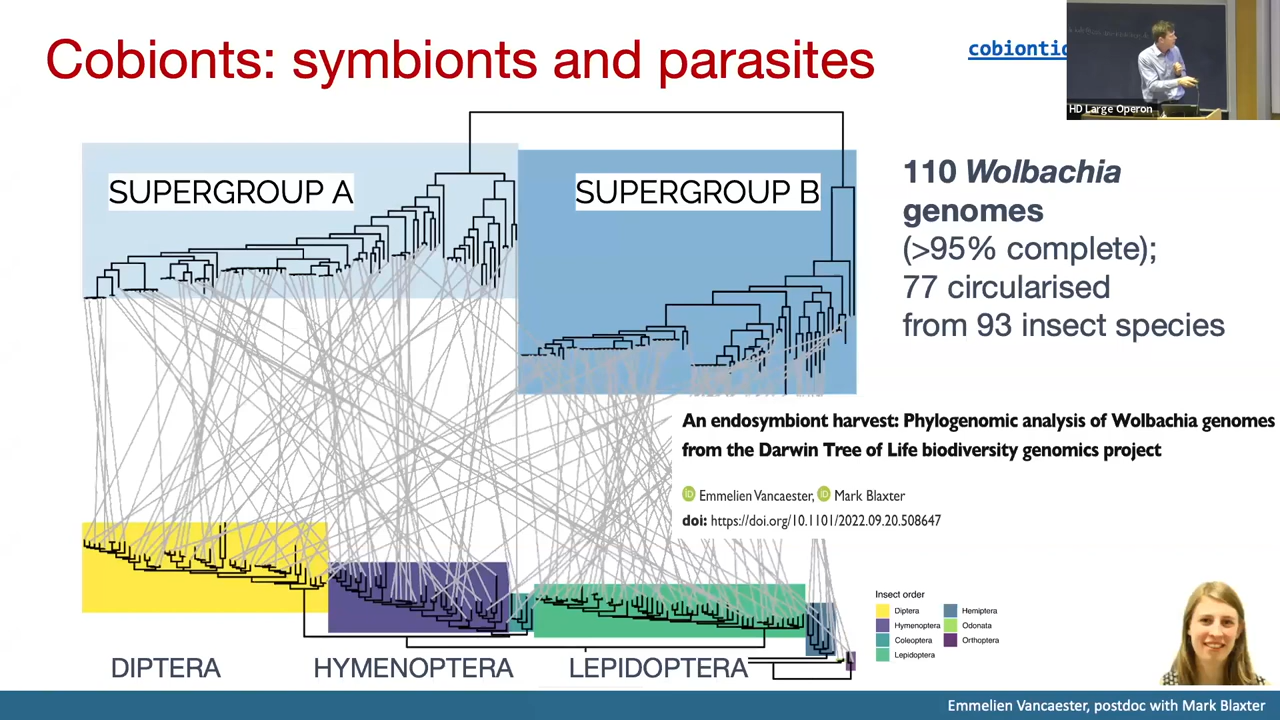 Cobionts: symbionts and parasites
HD Large Operon
SUPERGROUP A
SUPERGROUP B
110 Wolbachia
genomes
(>95% complete);
77 circularised
from 93 insect species
An endosymbiont harvest: Phylogenomic analysis of Wolbachia genomes
from the Darwin Tree of Life biodiversity genomics project
iD Emmelien Vancaester, iD Mark Blaxter
doi: https://doi.org/10.1101/2022.09.20.508647
Insect order
Diptera
Hymenoptera
Coleoptera
Lepidoptera
Hemiptera
Odonata
Orthoptera
DIPTERA
HYMENOPTERA
LEPIDOPTERA
Emmelien Vancaester, postdoc with Mark Blaxter